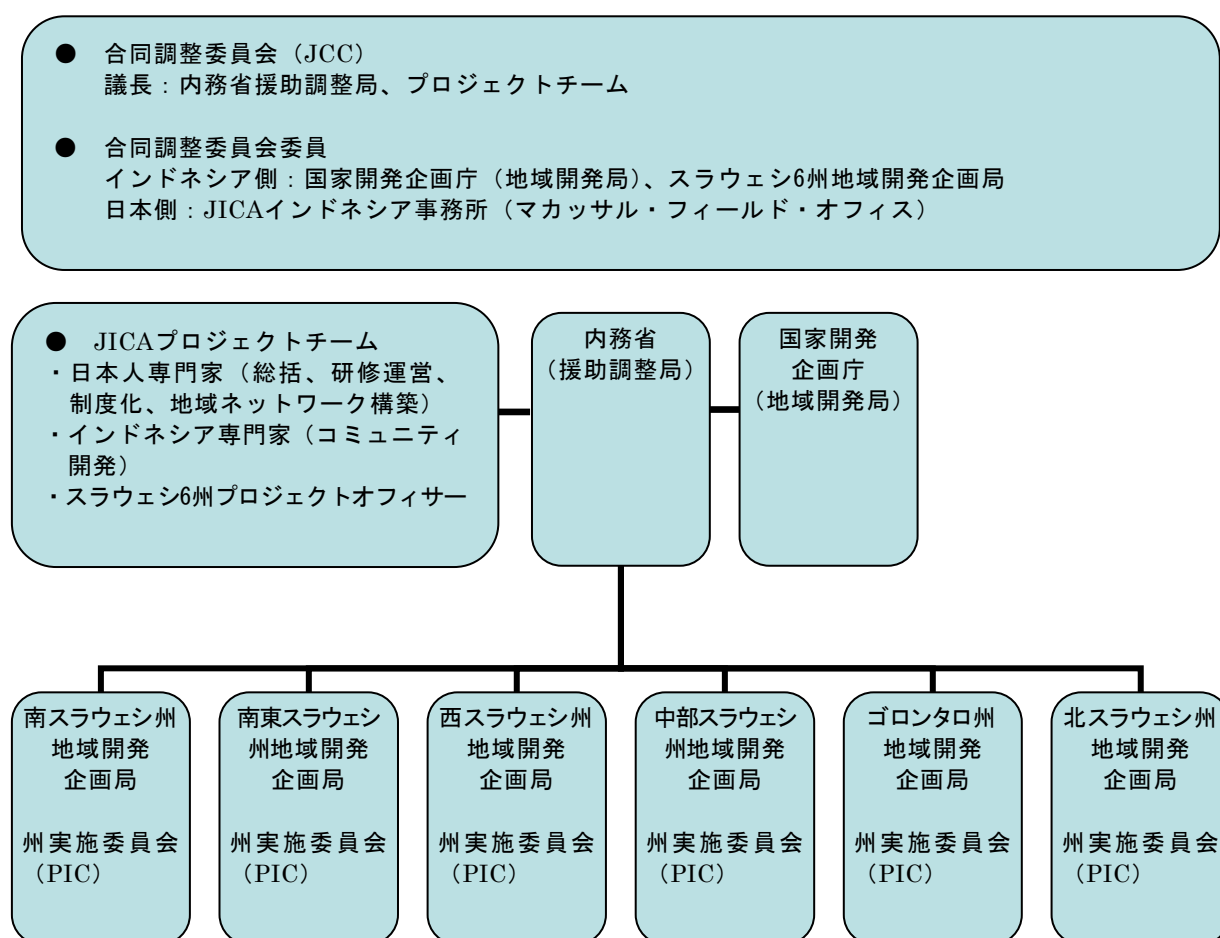 ● 合同調整委員会（JCC）
議長：内務省援助調整局、プロジェクトチーム
● 合同調整委員会委員
インドネシア側：国家開発企画庁（地域開発局）、スラウェシ6州地域開発企画局
日本側：JICAインドネシア事務所（マカッサル・フィールド・オフィス）
● JICAプロジェクトチーム
・日本人専門家（総括、研修運営、
制度化、地域ネットワーク構築）
・インドネシア専門家（コミュニティ
開発）
・スラウェシ6州プロジェクトオフィサー
内務省
（援助調整局）
国家開発
企画庁
（地域開発局）
南スラウェシ州
地域開発
企画局
州実施委員会
（PIC）
南東スラウェシ
州地域開発
企画局
州実施委員会
（PIC）
西スラウェシ州
地域開発
企画局
州実施委員会
（PIC）
中部スラウェシ
州地域開発
企画局
州実施委員会
（PIC）
ゴロンタロ州
地域開発
企画局
州実施委員会
（PIC）
北スラウェシ州
地域開発
企画局
州実施委員会
（PIC）